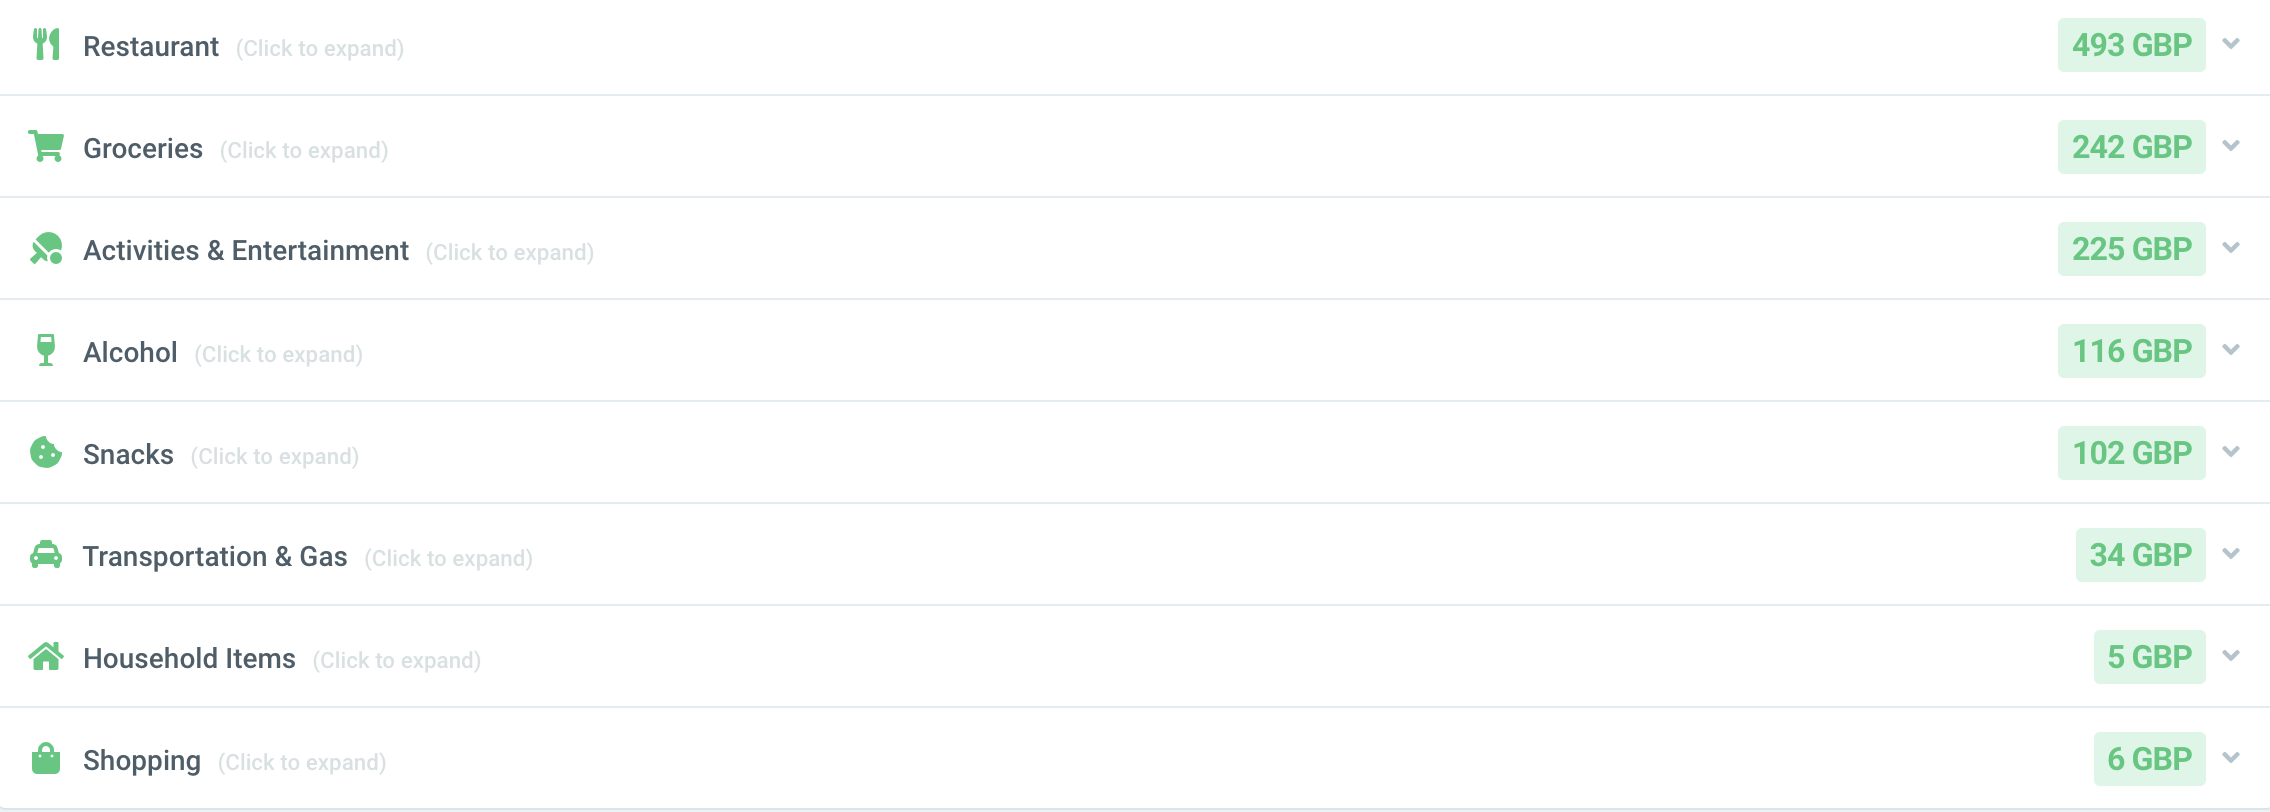 Restaurant (Click to expand) 493 GBP
Groceries (Click to expand) 242 GBP
Activities & Entertainment (Click to expand) 225 GBP
Alcohol (Click to expand) 116 GBP
Snacks (Click to expand) 102 GBP
Transportation & Gas (Click to expand) 34 GBP
Household Items (Click to expand) 5 GBP
Shopping (Click to expand) 6 GBP